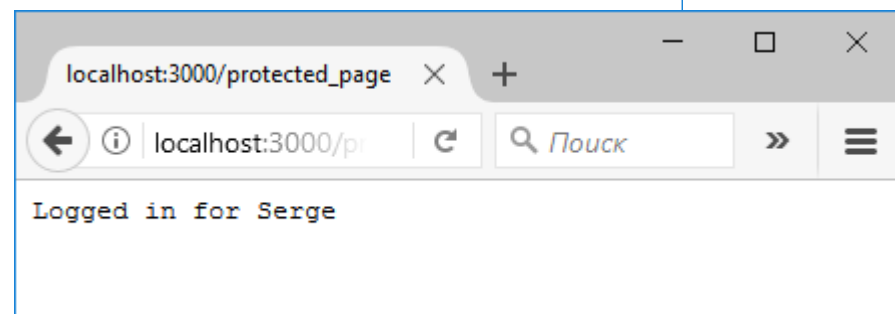 localhost:3000/protected_page
localhost:3000/pr
Поиск
Logged in for Serge